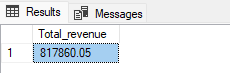 Results Messages
Total_revenue
1 817860.05